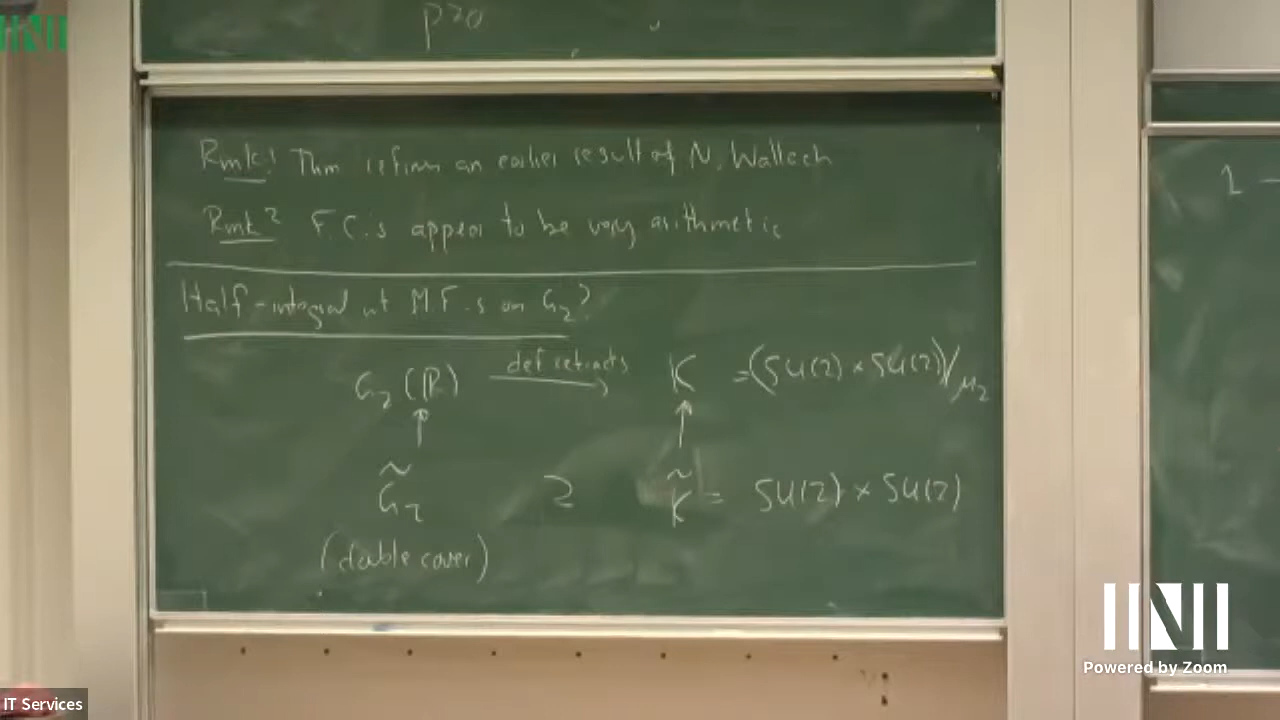 p≥0
Rmk1 Thm refines an earlier result of N. Wallach
Rmk2 F.C.s appear to be very arithmetic
Half-integral wt M.F.s on G₂?
G₂(ℝ) def retracts → K = (SU(2) × SU(2))/μ₂
↑ ↑
G̃₂ ⊇ K̃ = SU(2) × SU(2)
(double cover)
1 —
Powered by Zoom
IT Services